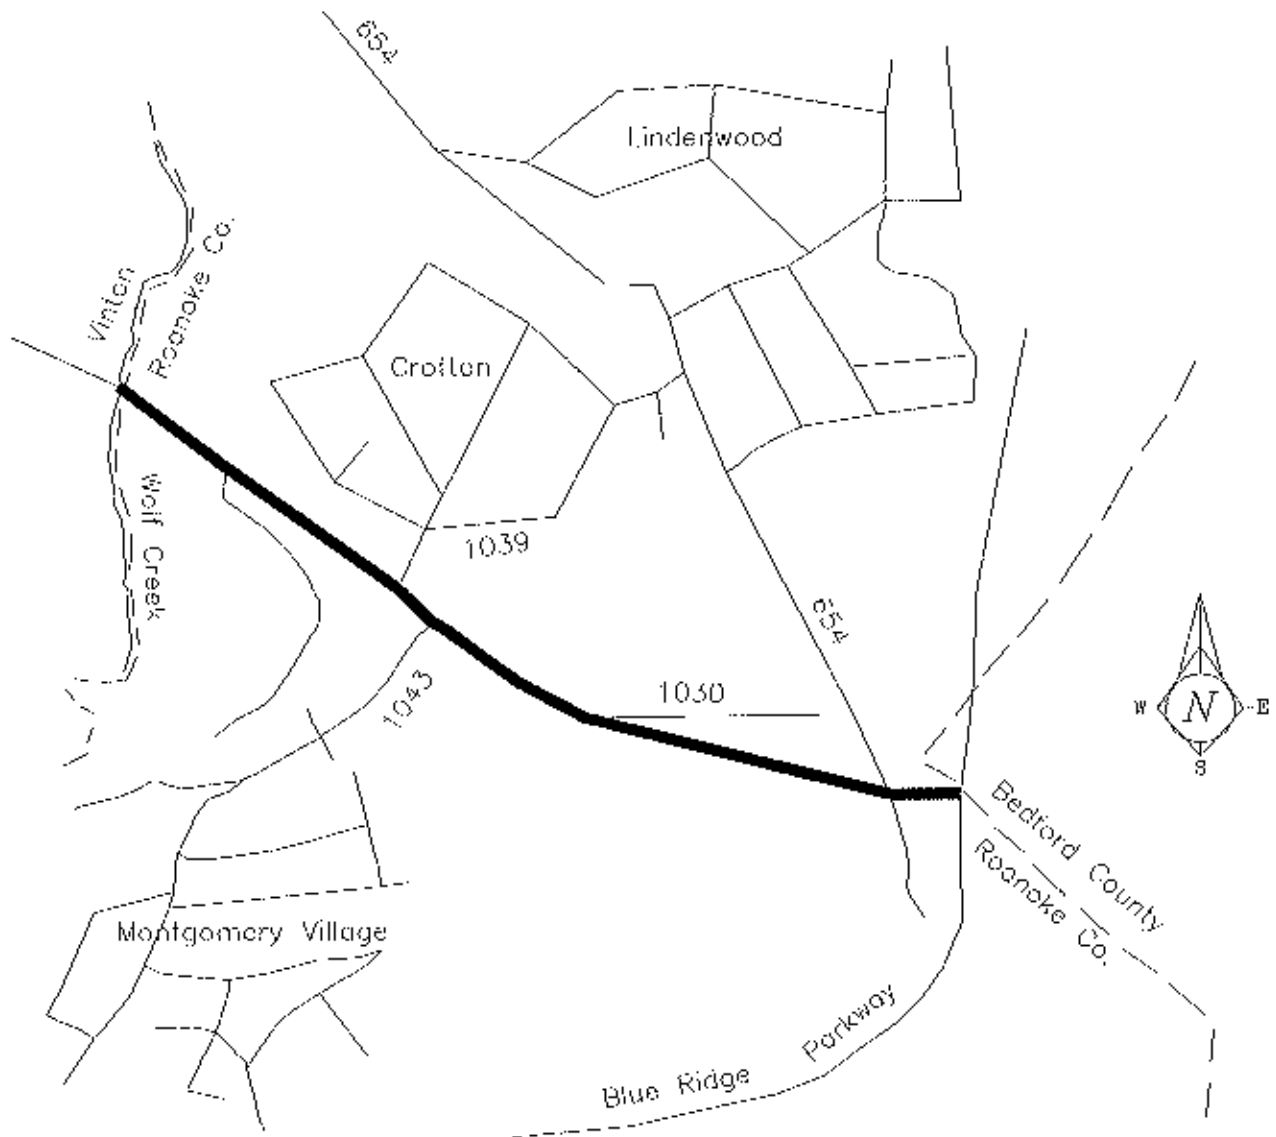 654
Lindenwood
Vinton
Roanoke Co.
Crofton
Wolf Creek
1039
654
1043
1030
N
W
E
S
Bedford County
Roanoke Co.
Montgomery Village
Blue Ridge Parkway